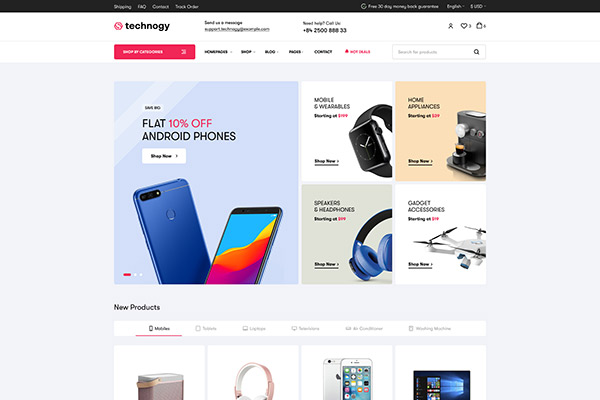 Shipping FAQ Contact Track Order
Free 30 day money back guarantee English $ USD
technogy
Send us a message
support.technogy@example.com
Need help? Call Us:
+84 2500 888 33
0
0
SHOP BY CATEGORIES
HOMEPAGES SHOP BLOG PAGES CONTACT HOT DEALS
Search for products
SAVE BIG
FLAT 10% OFF
ANDROID PHONES
Shop Now
MOBILE
& WEARABLES
Starting at $199
Shop Now
HOME
APPLIANCES
Starting at
Shop Now
SPEAKERS
& HEADPHONES
Starting at
Shop Now
GADGET
ACCESSORIES
Starting at $19
Shop Now
New Products
Mobiles Tablets Laptops Televisions Air Conditioner Washing Machine